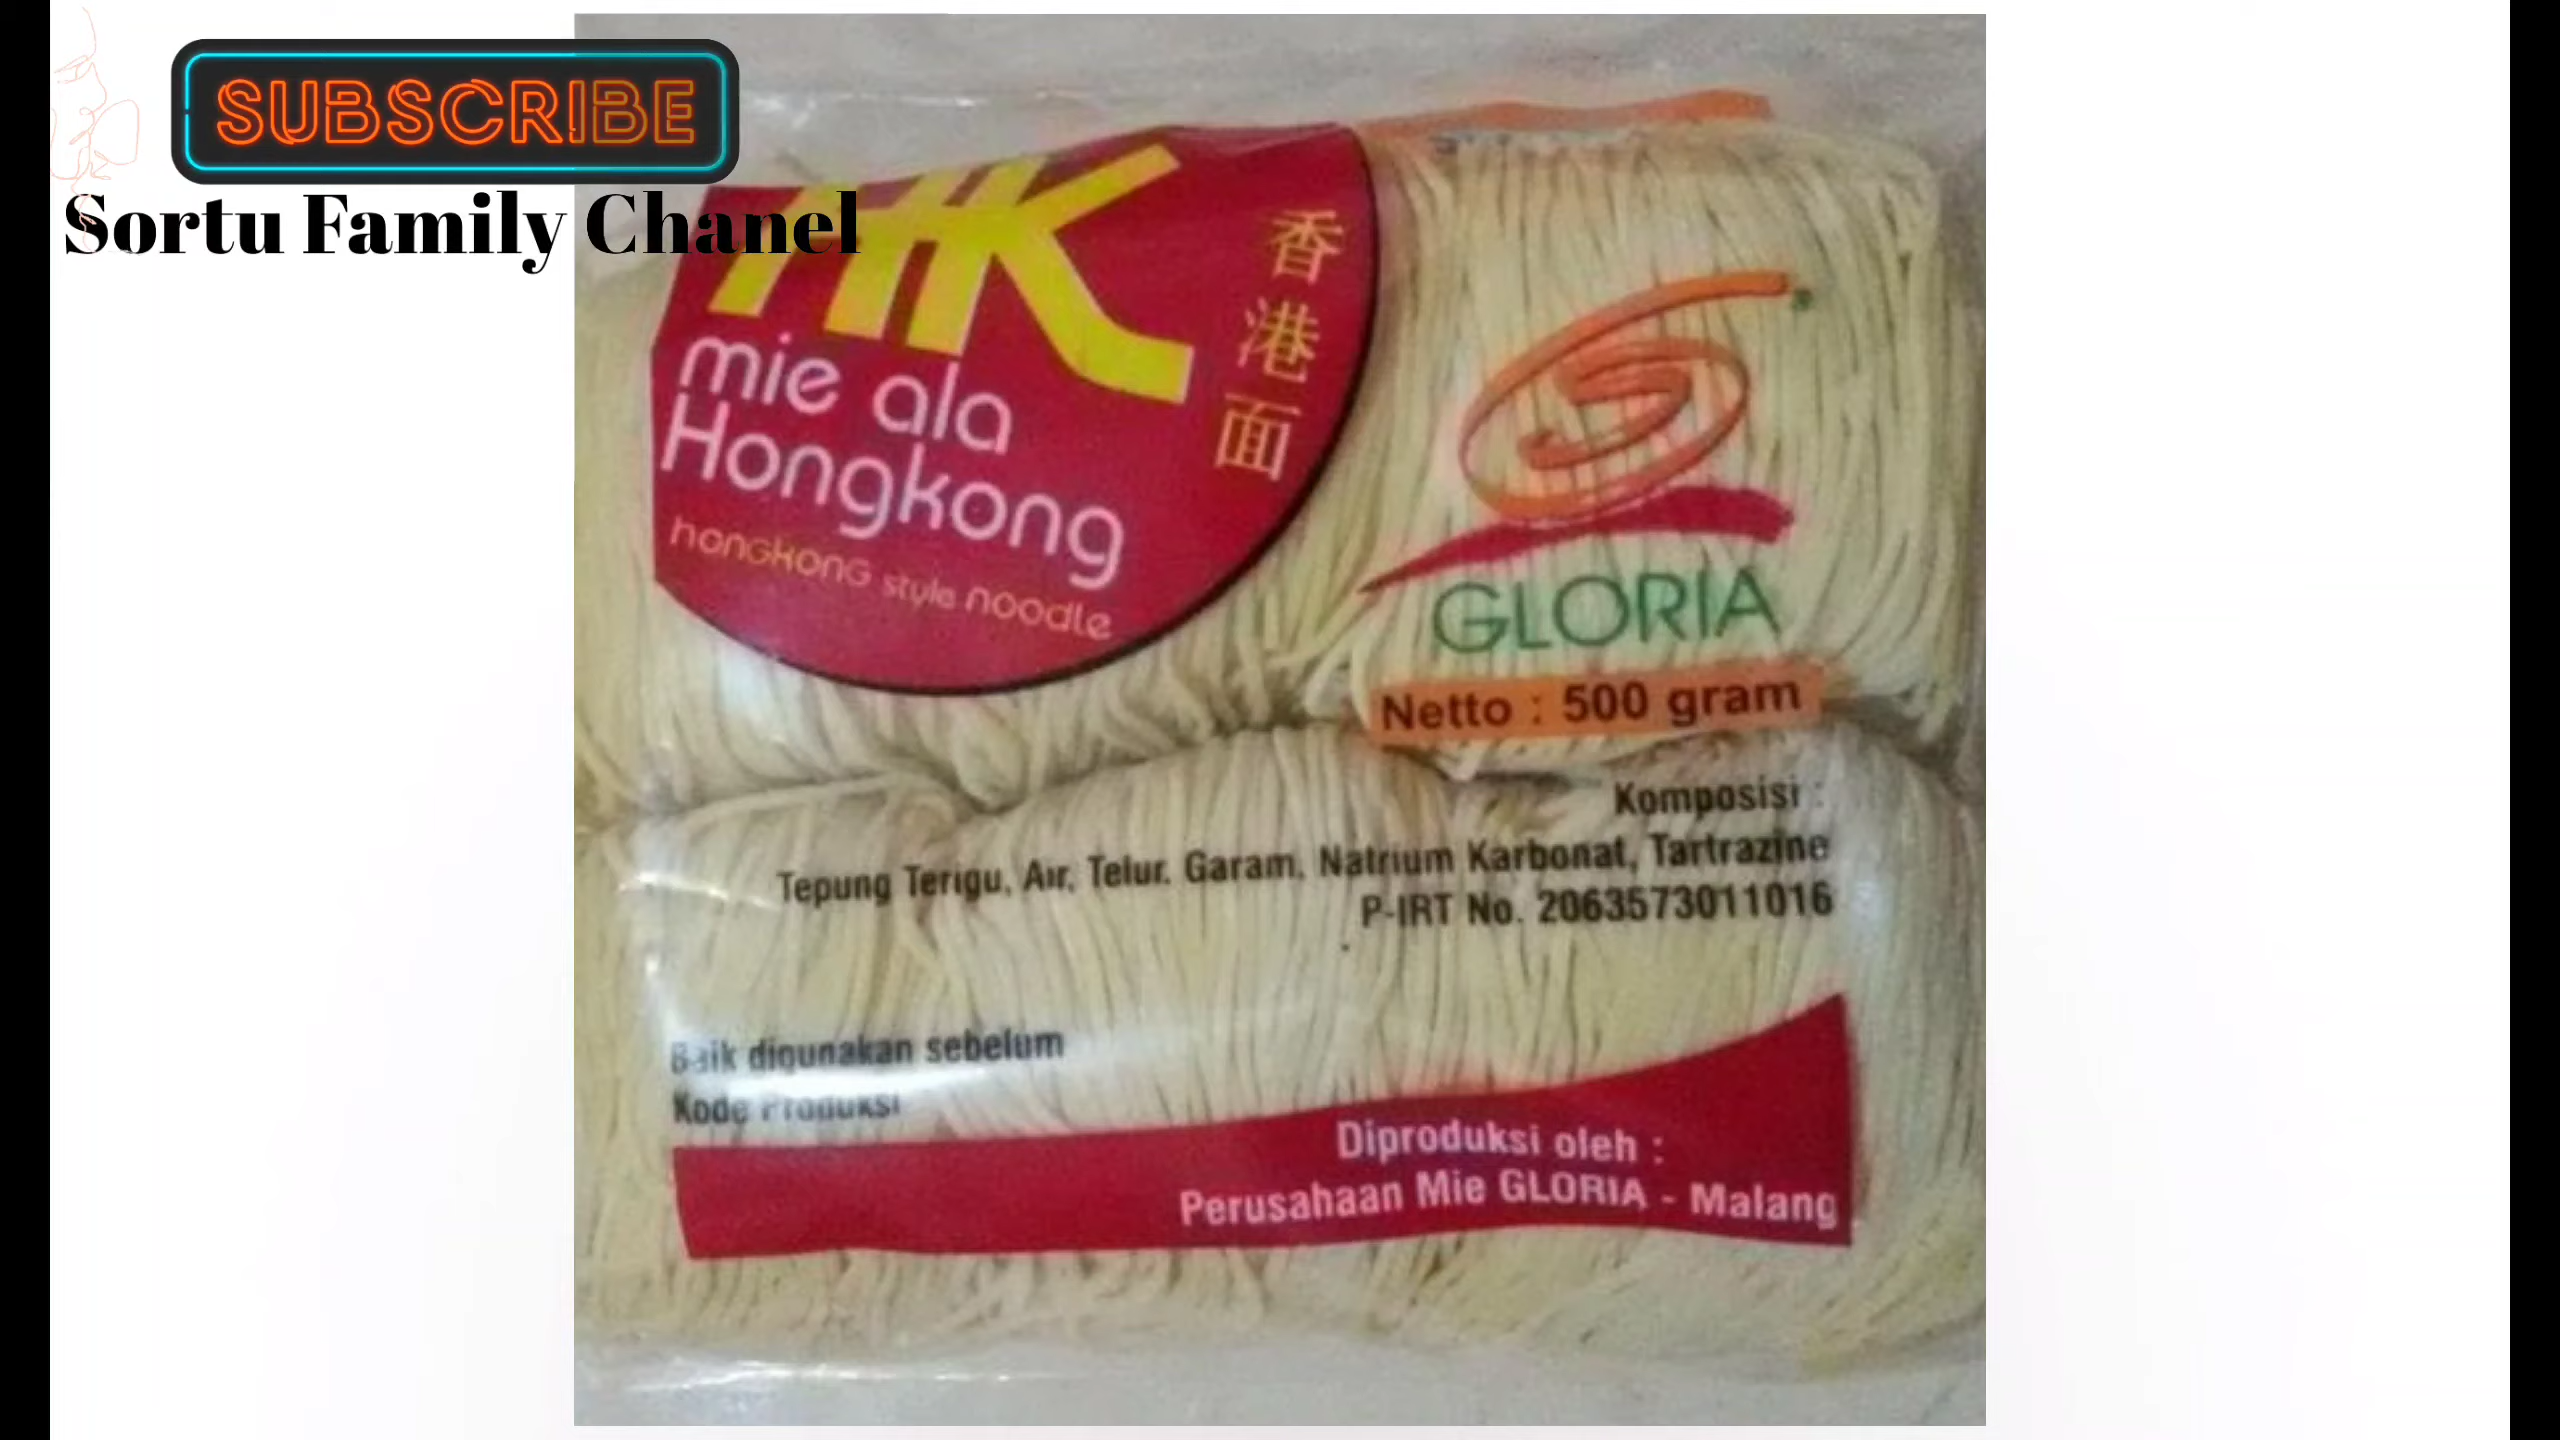 SUBSCRIBE
Sortu Family Chanel
HK
mie ala
Hongkong
hongkong style noodle
香港面
GLORIA
Netto : 500 gram
Komposisi :
Tepung Terigu, Air, Telur, Garam, Natrium Karbonat, Tartrazine
P-IRT No. 2063573011016
Baik digunakan sebelum
Kode Produksi
Diproduksi oleh :
Perusahaan Mie GLORIA - Malang